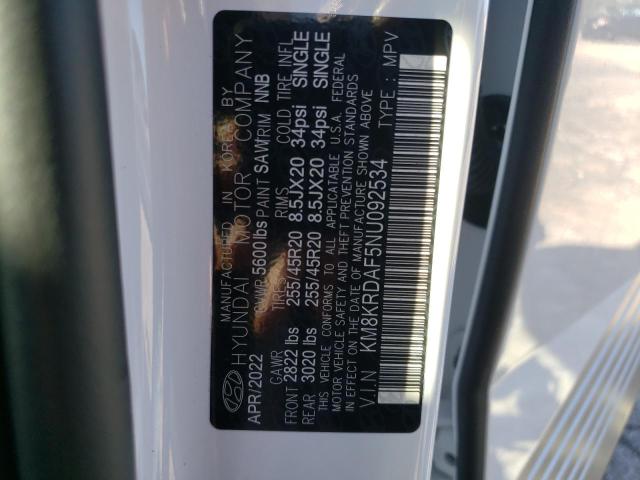 MANUFACTURED IN KOREA BY
HYUNDAI MOTOR COMPANY
APR/2022 GVWR 5600lbs PAINT SAW TRIM NNB
GAWR TIRES RIMS COLD TIRE INFL
FRONT 2822 lbs 255/45R20 8.5JX20 34psi SINGLE
REAR 3020 lbs 255/45R20 8.5JX20 34psi SINGLE
THIS VEHICLE CONFORMS TO ALL APPLICABLE U.S.A. FEDERAL
MOTOR VEHICLE SAFETY AND THEFT PREVENTION STANDARDS
IN EFFECT ON THE DATE OF MANUFACTURE SHOWN ABOVE
V.I.N : KM8KRDAF5NU092534 TYPE : MPV